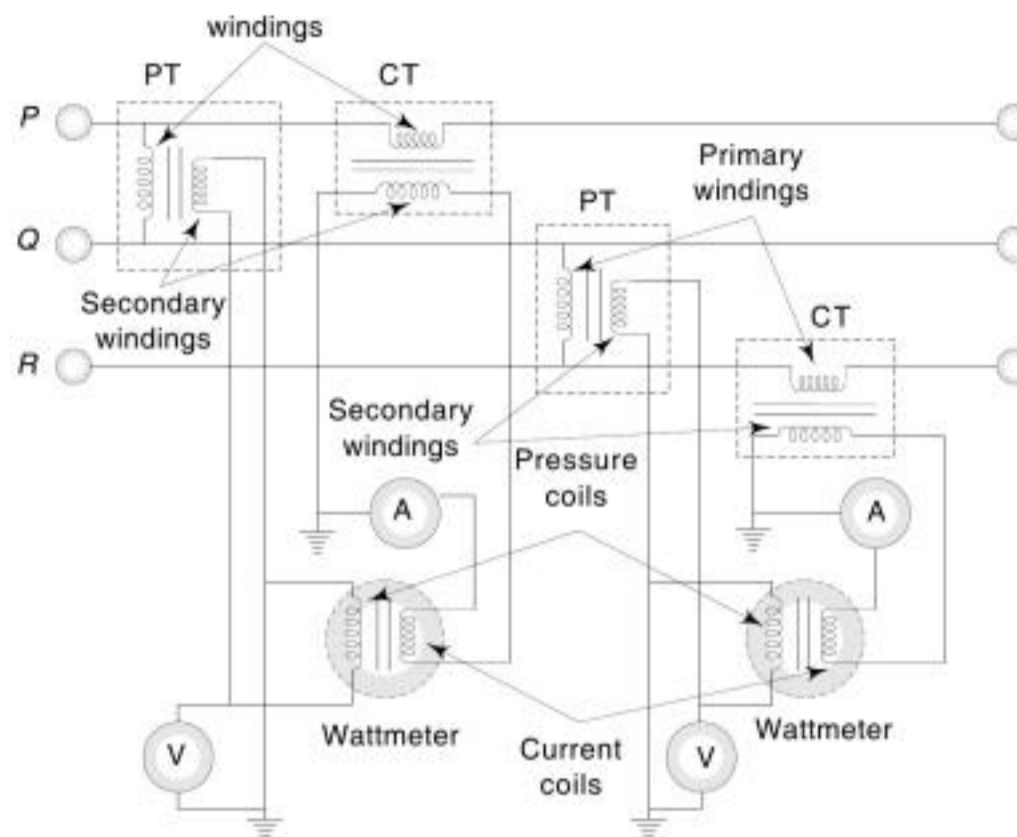 windings
PT
CT
P
Primary
windings
PT
Q
Secondary
windings
CT
R
Secondary
windings
Pressure
coils
A
A
Wattmeter
Wattmeter
Current
coils
V
V